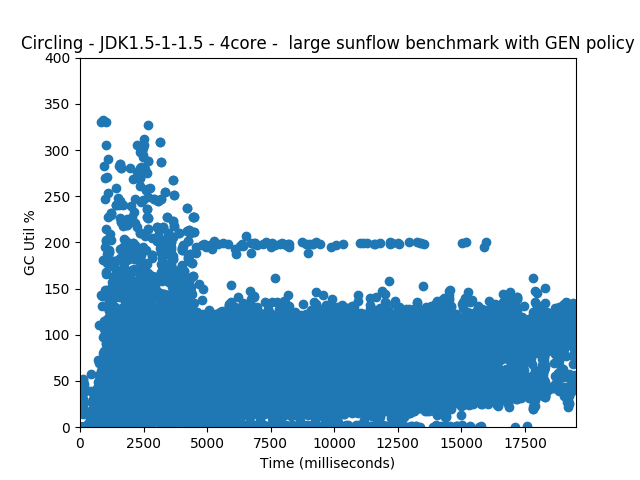 Circling - JDK1.5-1-1.5 - 4core -  large sunflow benchmark with GEN policy
400
350
300
250
200
150
100
50
0
GC Util %
0 2500 5000 7500 10000 12500 15000 17500
Time (milliseconds)